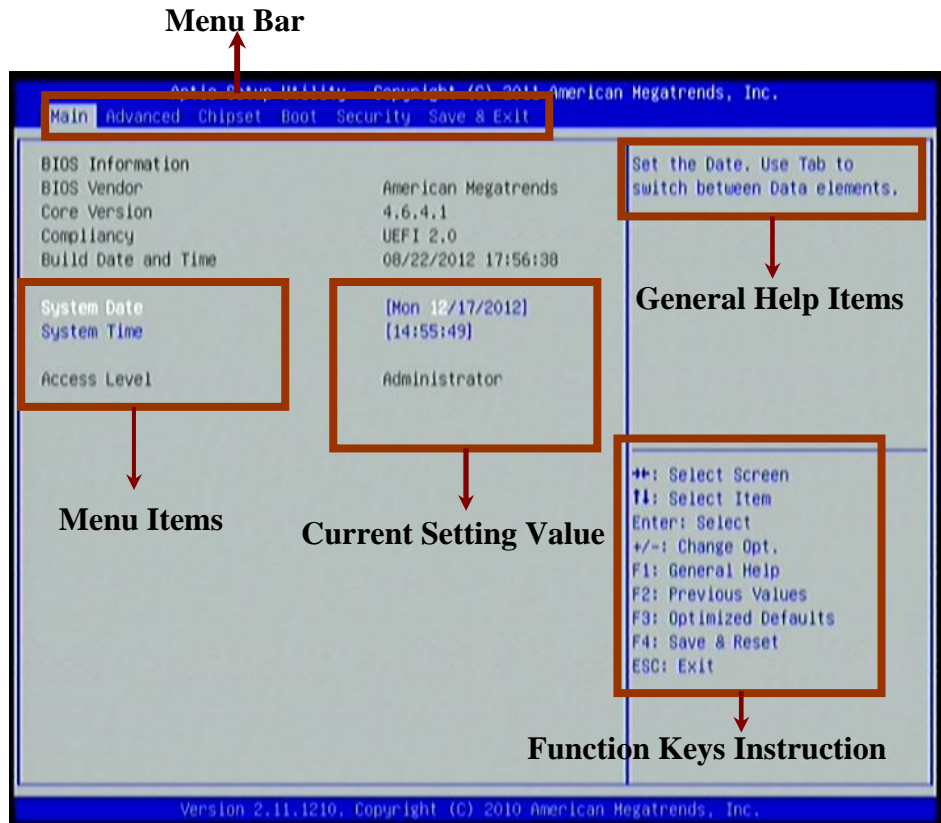 Menu Bar
Aptio Setup Utility - Copyright (C) 2011 American Megatrends, Inc.
Main Advanced Chipset Boot Security Save & Exit
BIOS Information
BIOS Vendor American Megatrends
Core Version 4.6.4.1
Compliancy UEFI 2.0
Build Date and Time 08/22/2012 17:56:38
System Date [Mon 12/17/2012]
System Time [14:55:49]
Access Level Administrator
Set the Date. Use Tab to
switch between Data elements.
General Help Items
Menu Items
Current Setting Value
→←: Select Screen
↑↓: Select Item
Enter: Select
+/-: Change Opt.
F1: General Help
F2: Previous Values
F3: Optimized Defaults
F4: Save & Reset
ESC: Exit
Function Keys Instruction
Version 2.11.1210. Copyright (C) 2010 American Megatrends, Inc.